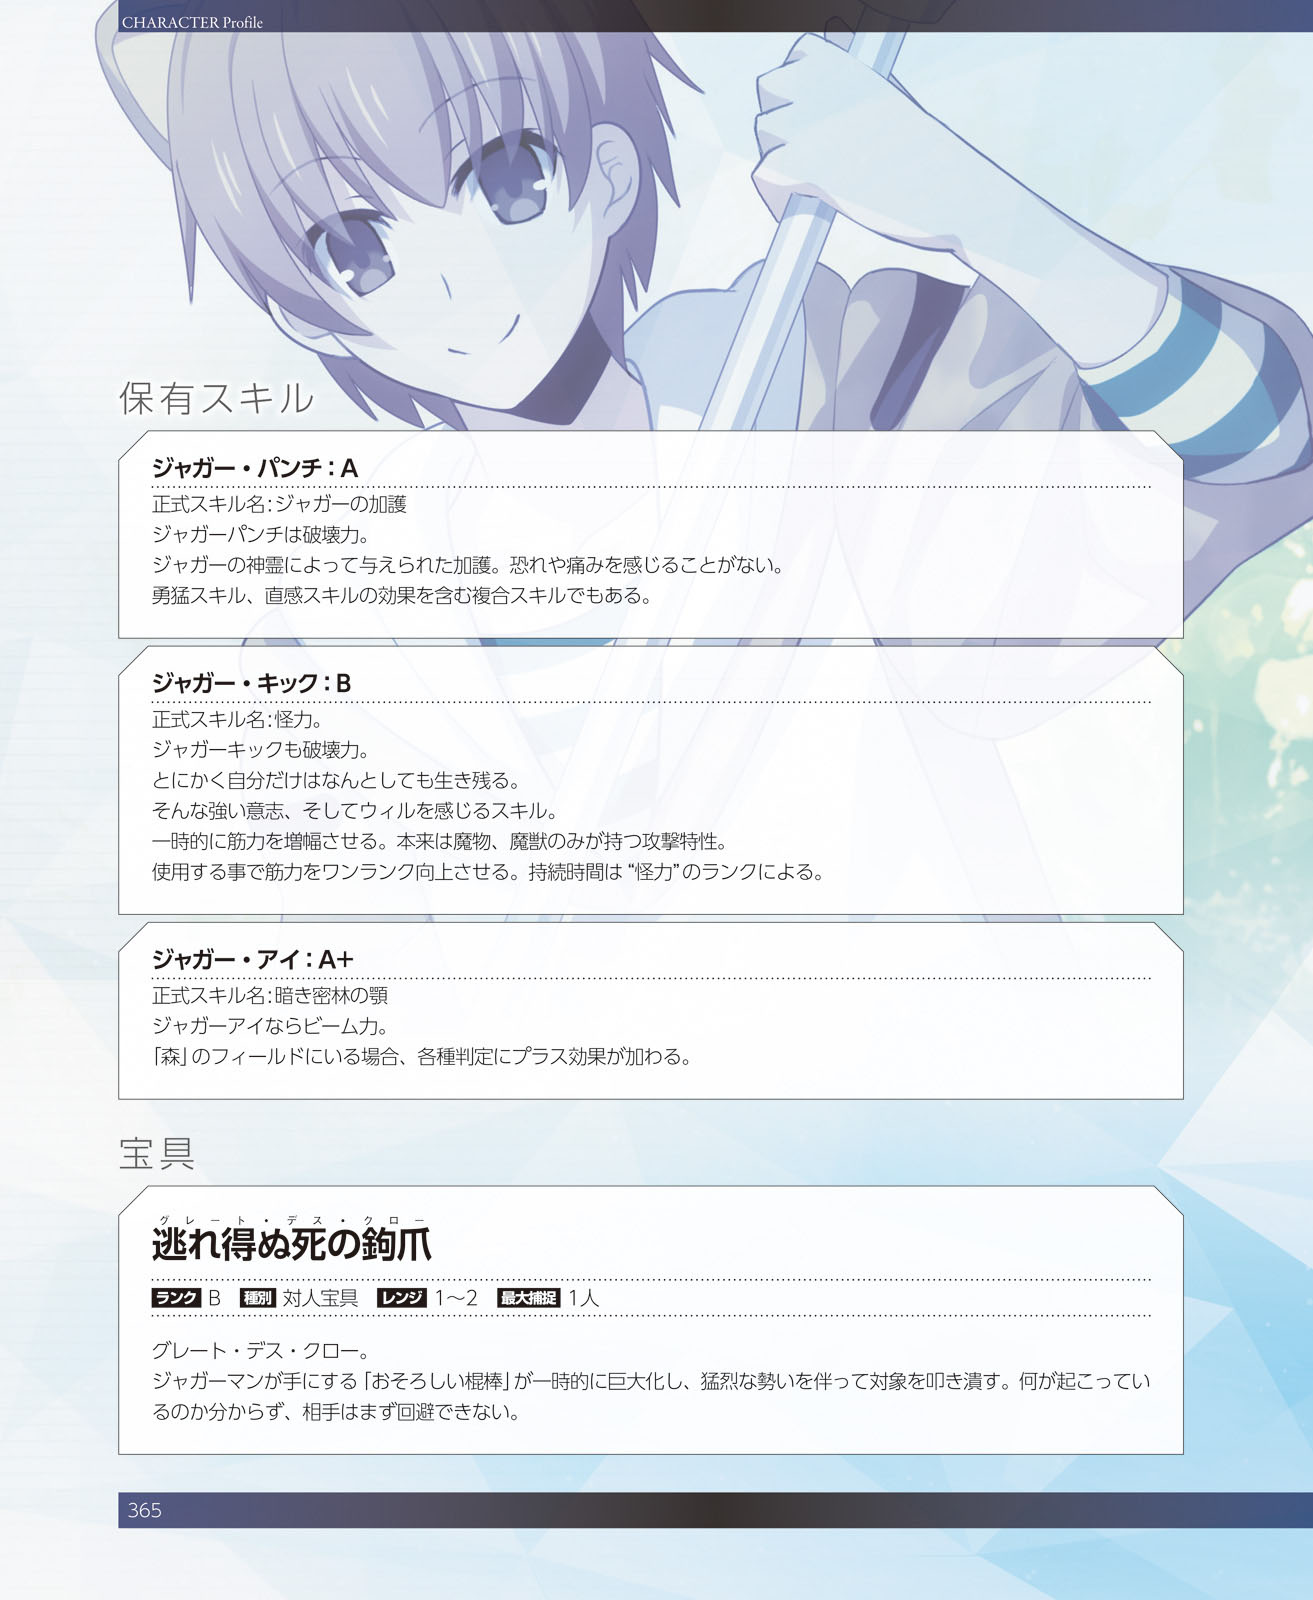 CHARACTER Profile
保有スキル
ジャガー・パンチ：A
正式スキル名：ジャガーの加護
ジャガーパンチは破壊力。
ジャガーの神霊によって与えられた加護。恐れや痛みを感じることがない。
勇猛スキル、直感スキルの効果を含む複合スキルでもある。
ジャガー・キック：B
正式スキル名：怪力。
ジャガーキックも破壊力。
とにかく自分だけはなんとしても生き残る。
そんな強い意志、そしてウィルを感じるスキル。
一時的に筋力を増幅させる。本来は魔物、魔獣のみが持つ攻撃特性。
使用する事で筋力をワンランク向上させる。持続時間は“怪力”のランクによる。
ジャガー・アイ：A+
正式スキル名：暗き密林の顎
ジャガーアイならビーム力。
「森」のフィールドにいる場合、各種判定にプラス効果が加わる。
宝具
グレート・デス・クロー
逃れ得ぬ死の鉤爪
ランク B 種別 対人宝具 レンジ 1～2 最大捕捉 1人
グレート・デス・クロー。
ジャガーマンが手にする「おそろしい棍棒」が一時的に巨大化し、猛烈な勢いを伴って対象を叩き潰す。何が起こってい
るのか分からず、相手はまず回避できない。
365